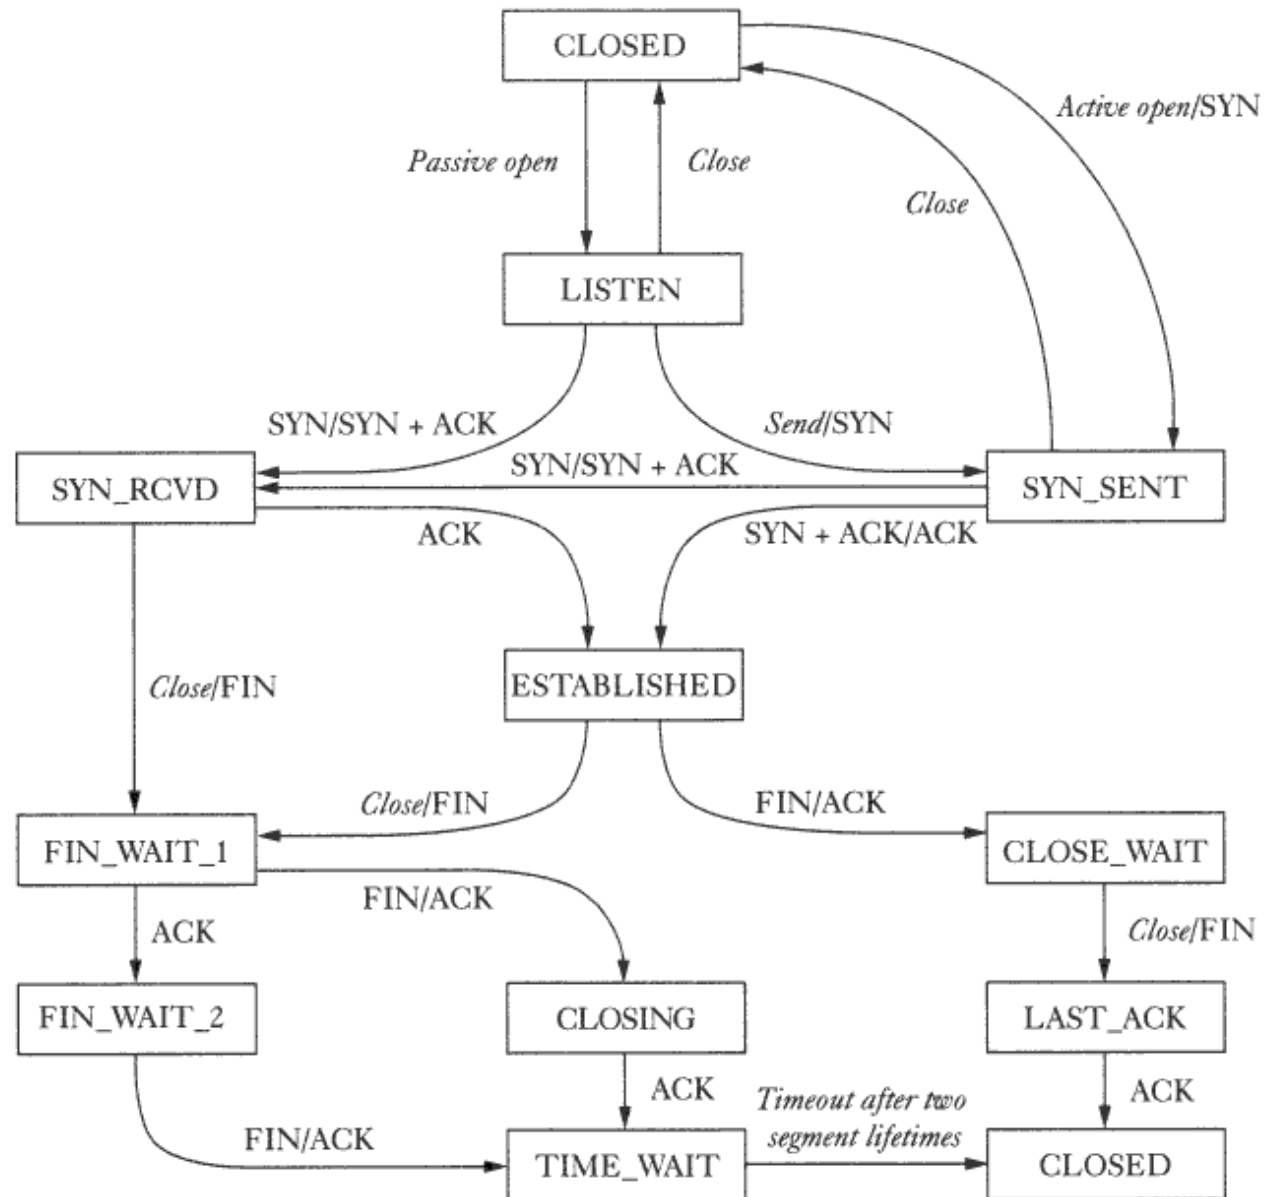 CLOSED
Active open/SYN
Passive open
Close
Close
LISTEN
SYN/SYN + ACK
Send/SYN
SYN/SYN + ACK
SYN_RCVD
SYN_SENT
ACK
SYN + ACK/ACK
Close/FIN
ESTABLISHED
Close/FIN
FIN/ACK
FIN_WAIT_1
CLOSE_WAIT
FIN/ACK
ACK
Close/FIN
FIN_WAIT_2
CLOSING
LAST_ACK
ACK
Timeout after two
segment lifetimes
ACK
FIN/ACK
TIME_WAIT
CLOSED